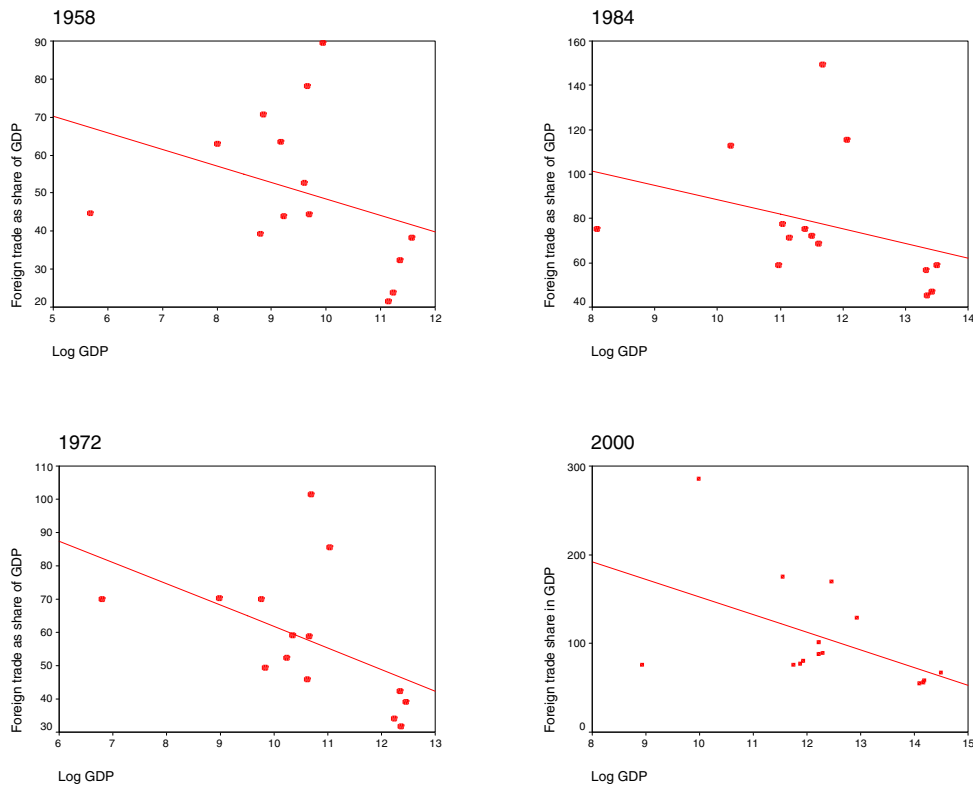 1958
Foreign trade as share of GDP
90
80
70
60
50
40
30
20
5 6 7 8 9 10 11 12
Log GDP
1984
Foreign trade as share of GDP
160
140
120
100
80
60
40
8 9 10 11 12 13 14
Log GDP
1972
Foreign trade as share of GDP
110
100
90
80
70
60
50
40
30
6 7 8 9 10 11 12 13
Log GDP
2000
Foreign trade share in GDP
300
200
100
0
8 9 10 11 12 13 14 15
Log GDP